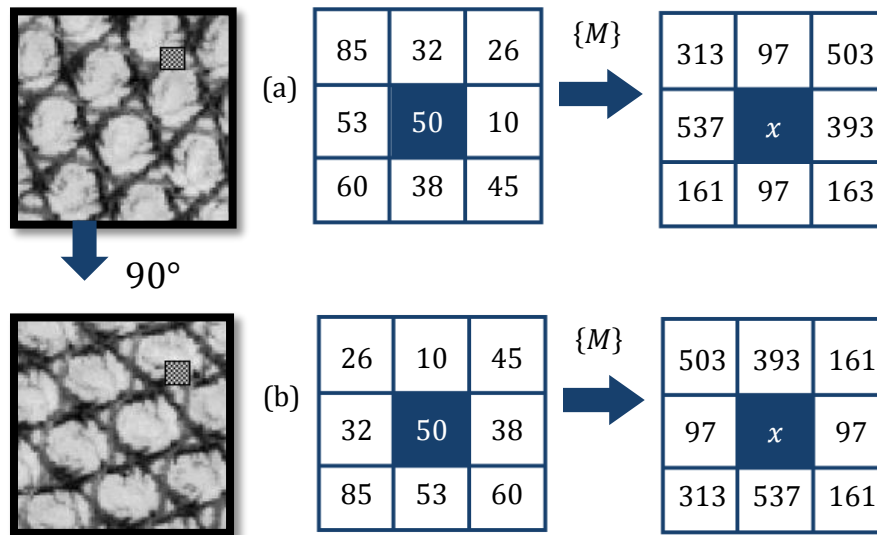 {M}
85 32 26 313 97 503
(a)
53 50 10 537 x 393
60 38 45 161 97 163
90°
{M}
26 10 45 503 393 161
(b)
32 50 38 97 x 97
85 53 60 313 537 161